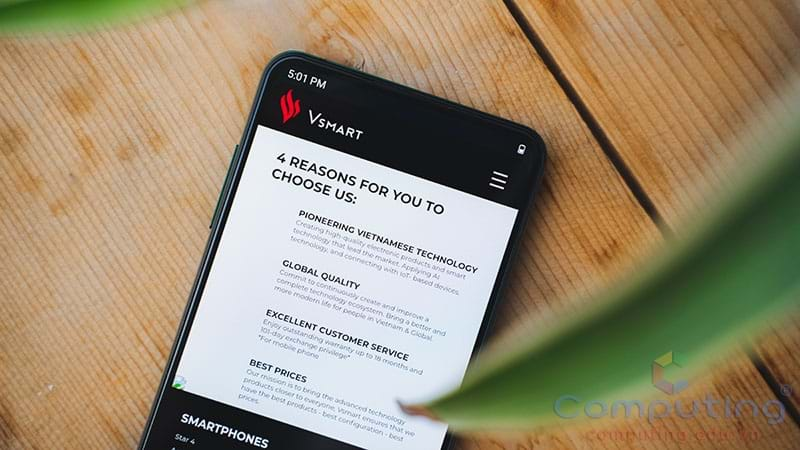 5:01 PM
VSMART
4 REASONS FOR YOU TO
CHOOSE US:
PIONEERING VIETNAMESE TECHNOLOGY
Creating high-quality electronic products and smart
technology that lead the market. Applying AI
technology, and connecting with IoT- based devices,
GLOBAL QUALITY
Commit to continuously create and improve a
complete technology ecosystem. Bring a better and
more modern life for people in Vietnam & Global.
EXCELLENT CUSTOMER SERVICE
Enjoy outstanding warranty up to 18 months and
101-day exchange privilege*
*For mobile phone
BEST PRICES
Our mission is to bring the advanced technology
products closer to everyone, Vsmart ensures that we
have the best products - best configuration - best
prices.
SMARTPHONES
Star 4
Computing®
computing.com.vn